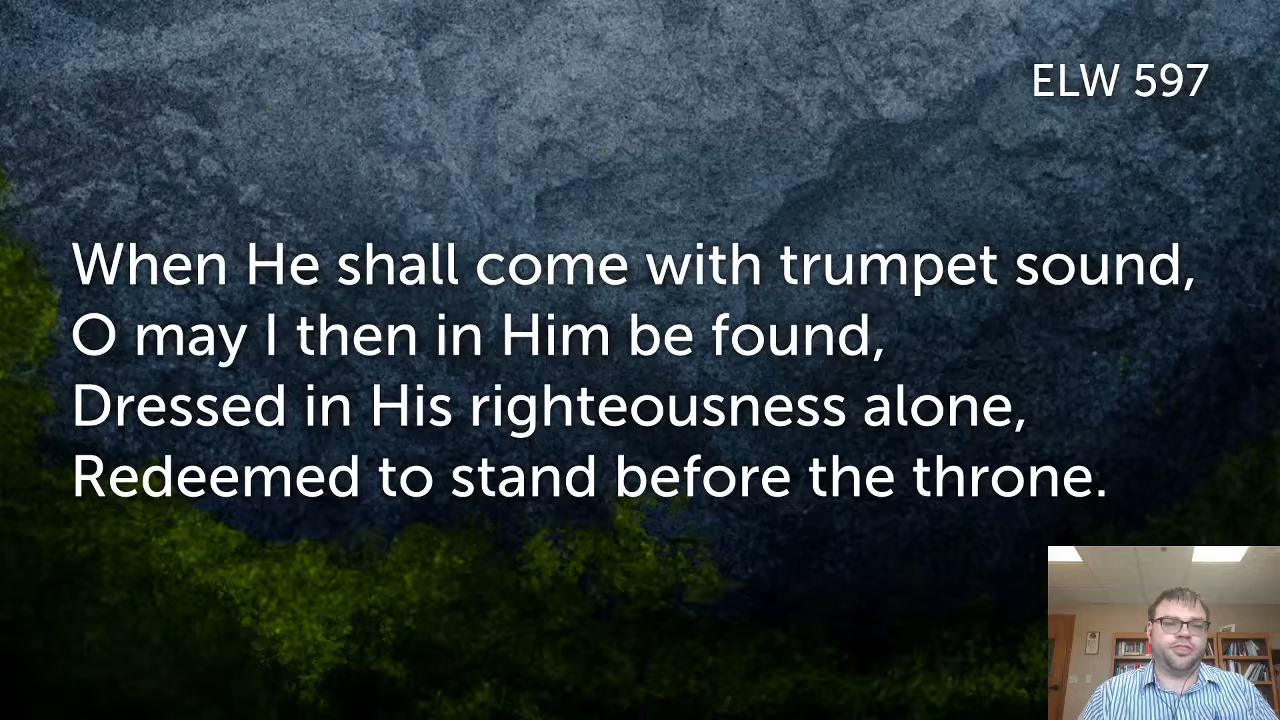 ELW 597
When He shall come with trumpet sound,
O may I then in Him be found,
Dressed in His righteousness alone,
Redeemed to stand before the throne.